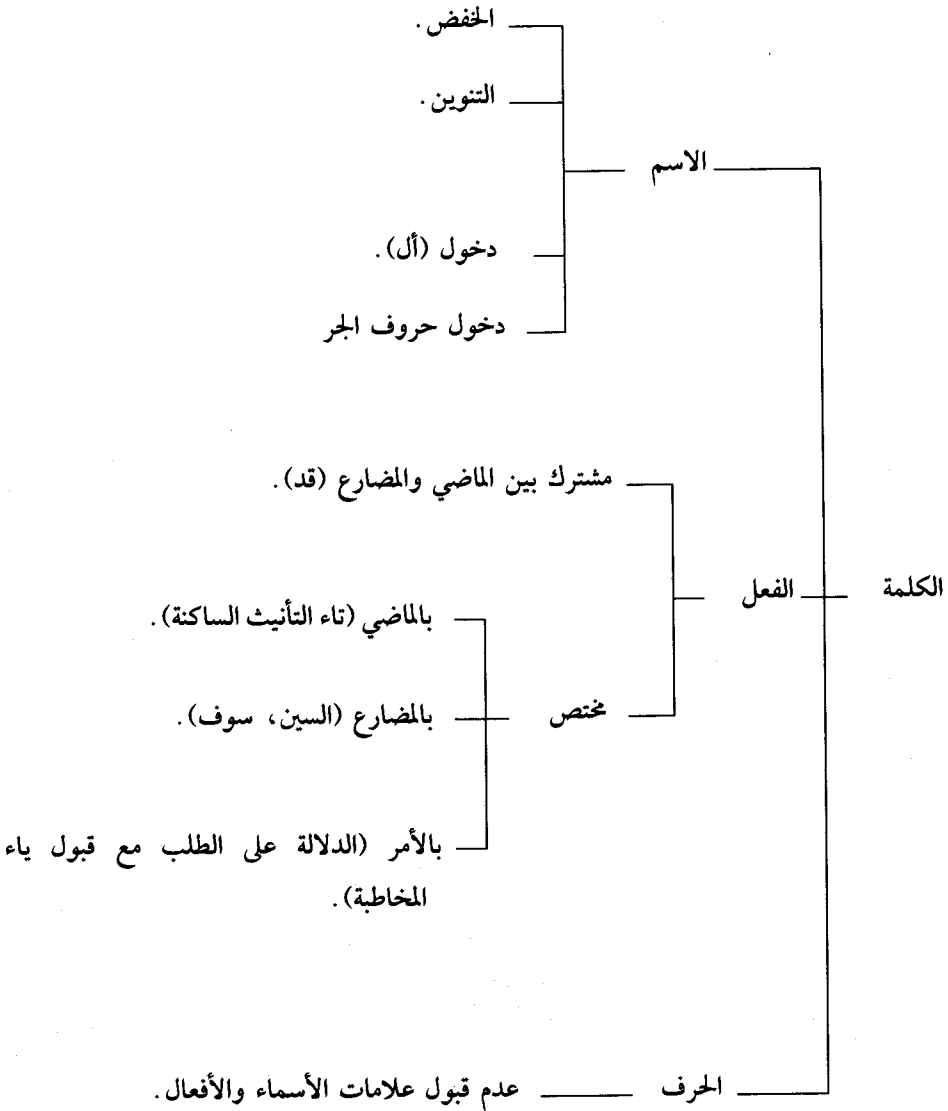 الخفض.
التنوين.
الاسم
دخول (أل).
دخول حروف الجر
مشترك بين الماضي والمضارع (قد).
الكلمة
الفعل
بالماضي (تاء التأنيث الساكنة).
مختص
بالمضارع (السين، سوف).
بالأمر (الدلالة على الطلب مع قبول ياء
المخاطبة).
الحرف
عدم قبول علامات الأسماء والأفعال.